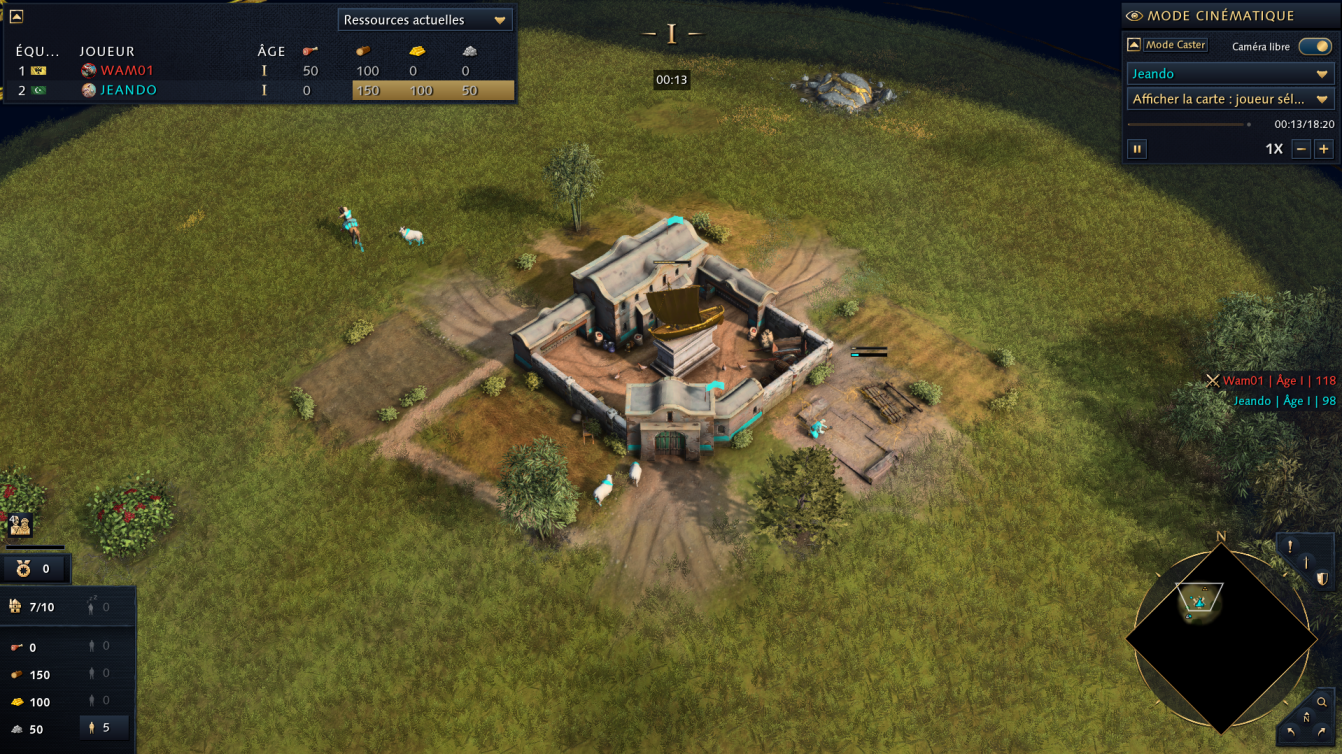 Ressources actuelles
ÉQU... JOUEUR ÂGE
1 WAM01 I 50 100 0 0
2 JEANDO I 0 150 100 50
I
00:13
MODE CINÉMATIQUE
Mode Caster Caméra libre
Jeando
Afficher la carte : joueur sél...
00:13/18:20
1X
Wam01 | Âge I | 118
Jeando | Âge I | 98
0
7/10 0
0 0
150 0
100 0
50 5
N
N